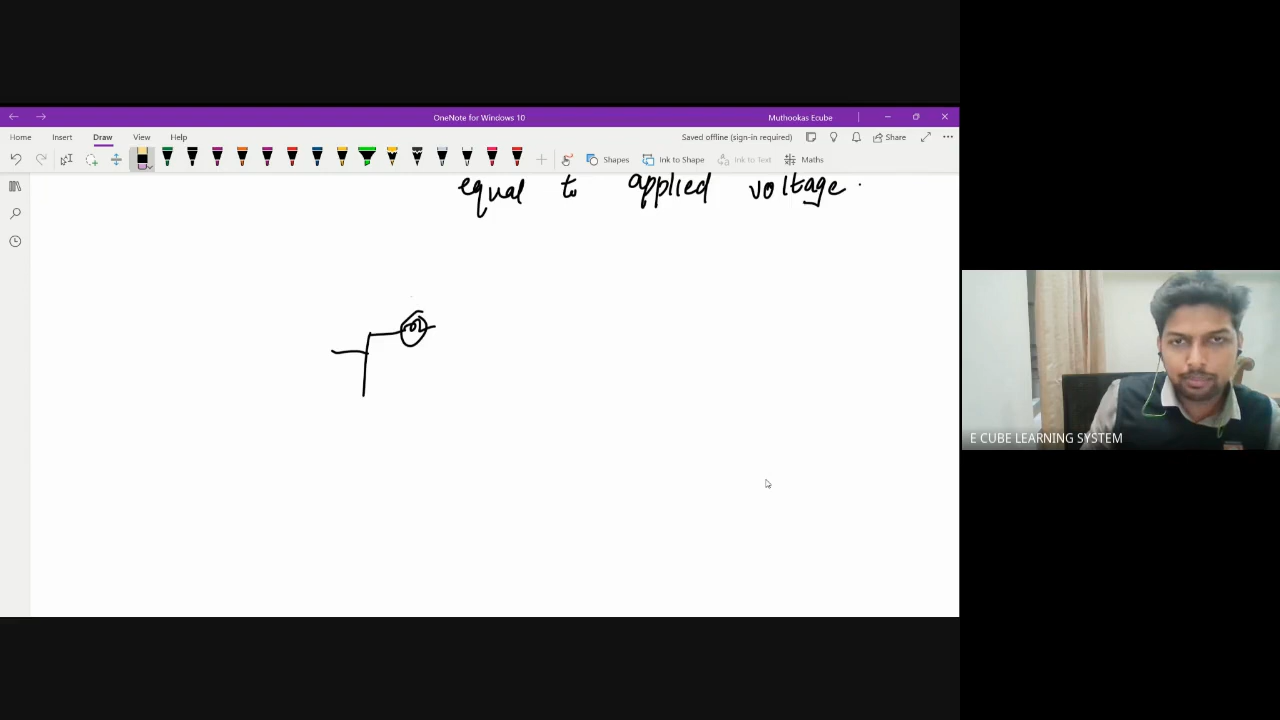 OneNote for Windows 10
Muthookas Ecube
Home Insert Draw View Help
Saved offline (sign-in required)
Share
Shapes
Ink to Shape
Ink to Text
Maths
equal to applied voltage.
E CUBE LEARNING SYSTEM